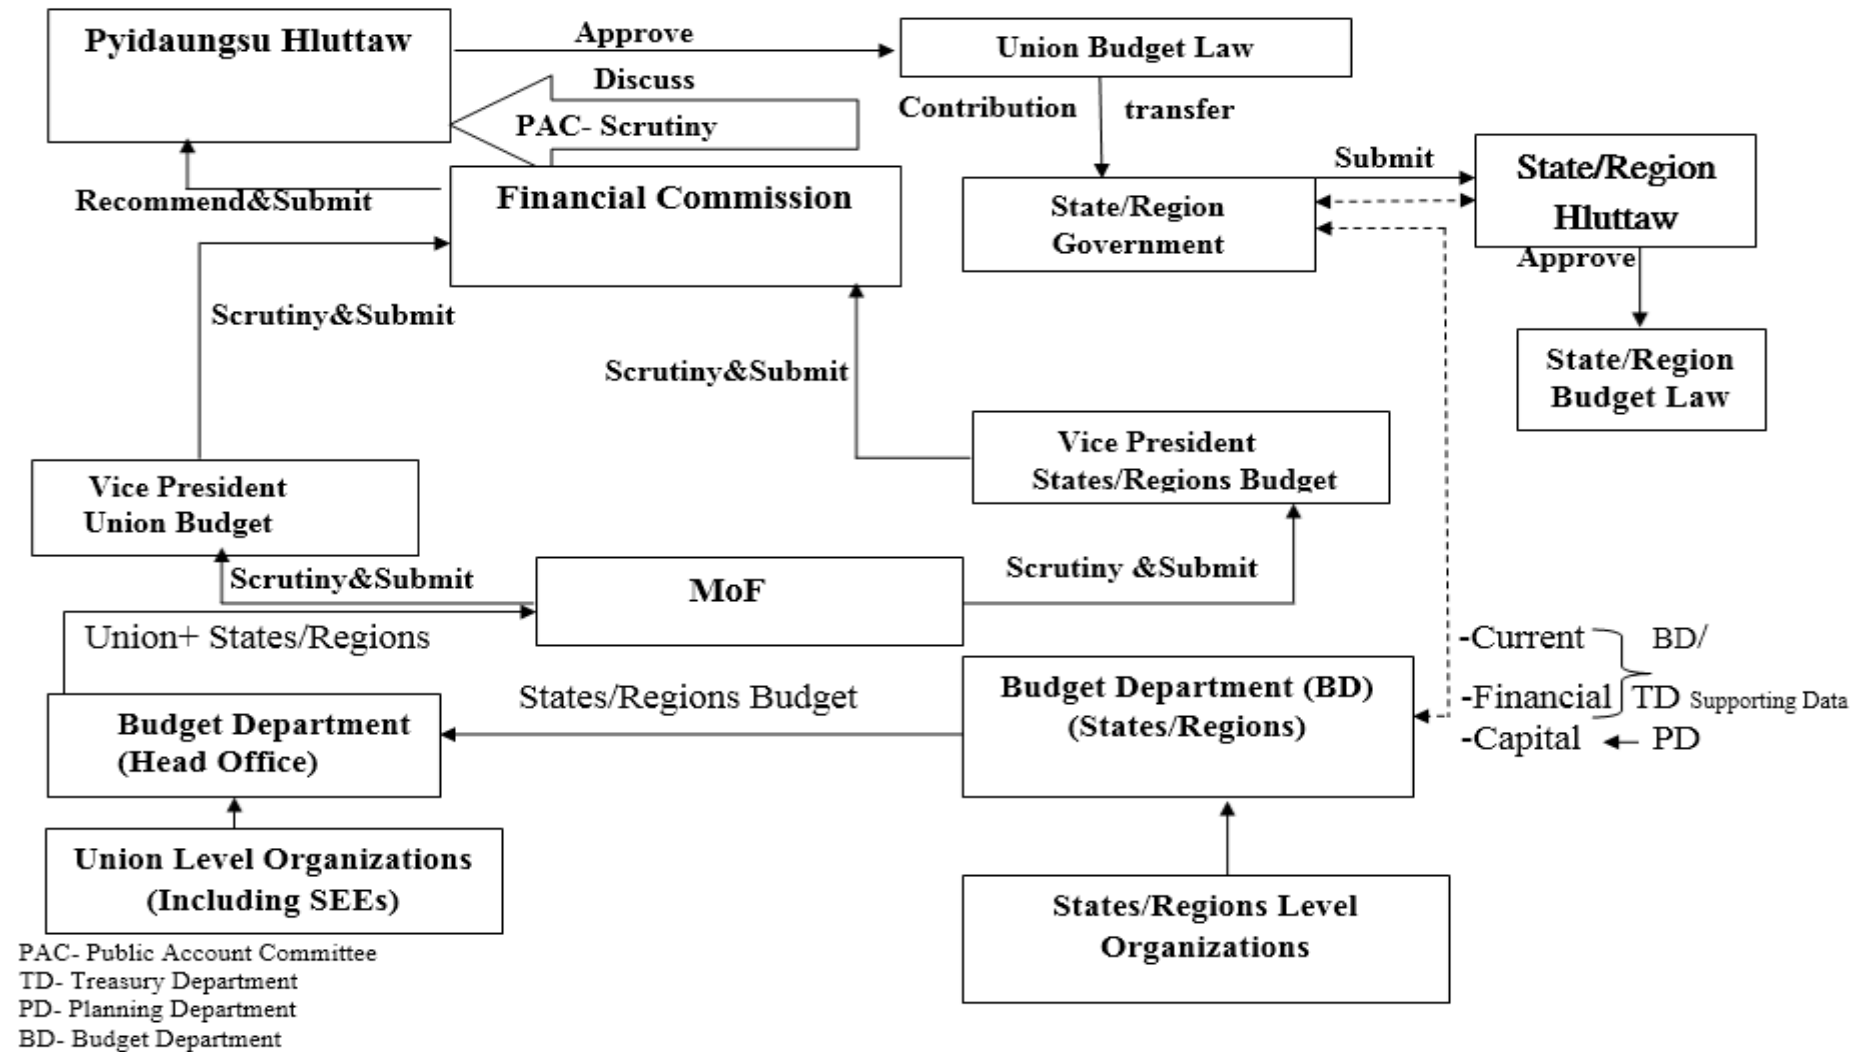 Pyidaungsu Hluttaw
Approve
Union Budget Law
Discuss
PAC- Scrutiny
Contribution
transfer
Recommend&Submit
Financial Commission
State/Region
Government
Submit
State/Region
Hluttaw
Approve
State/Region
Budget Law
Scrutiny&Submit
Scrutiny&Submit
Vice President
Union Budget
Vice President
States/Regions Budget
Scrutiny&Submit
MoF
Scrutiny &Submit
Union+ States/Regions
Budget Department
(Head Office)
States/Regions Budget
Budget Department (BD)
(States/Regions)
-Current BD/
-Financial TD Supporting Data
-Capital PD
Union Level Organizations
(Including SEEs)
States/Regions Level
Organizations
PAC- Public Account Committee
TD- Treasury Department
PD- Planning Department
BD- Budget Department